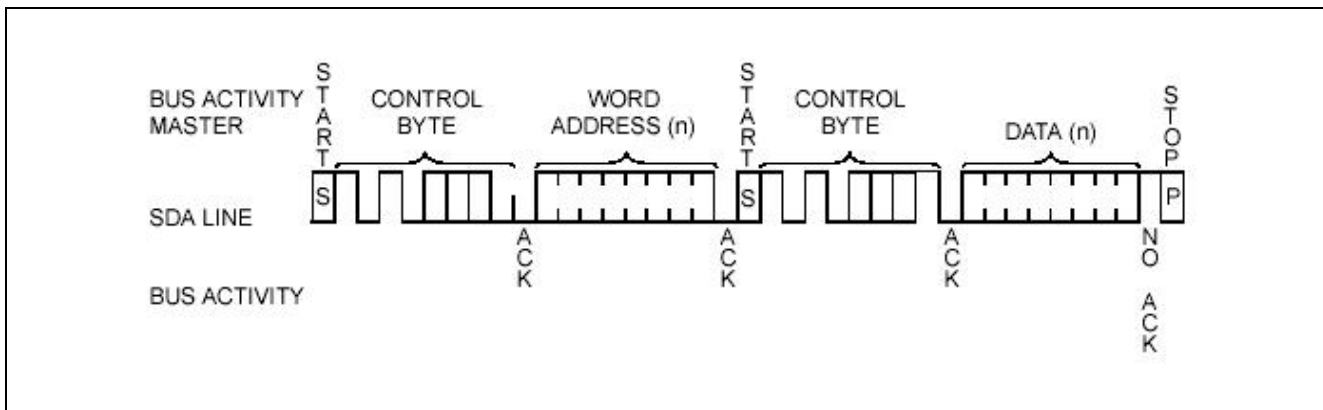 START
START
STOP
BUS ACTIVITY
MASTER
CONTROL
BYTE
WORD
ADDRESS (n)
CONTROL
BYTE
DATA (n)
SDA LINE
S
S
P
ACK
ACK
ACK
NO ACK
BUS ACTIVITY